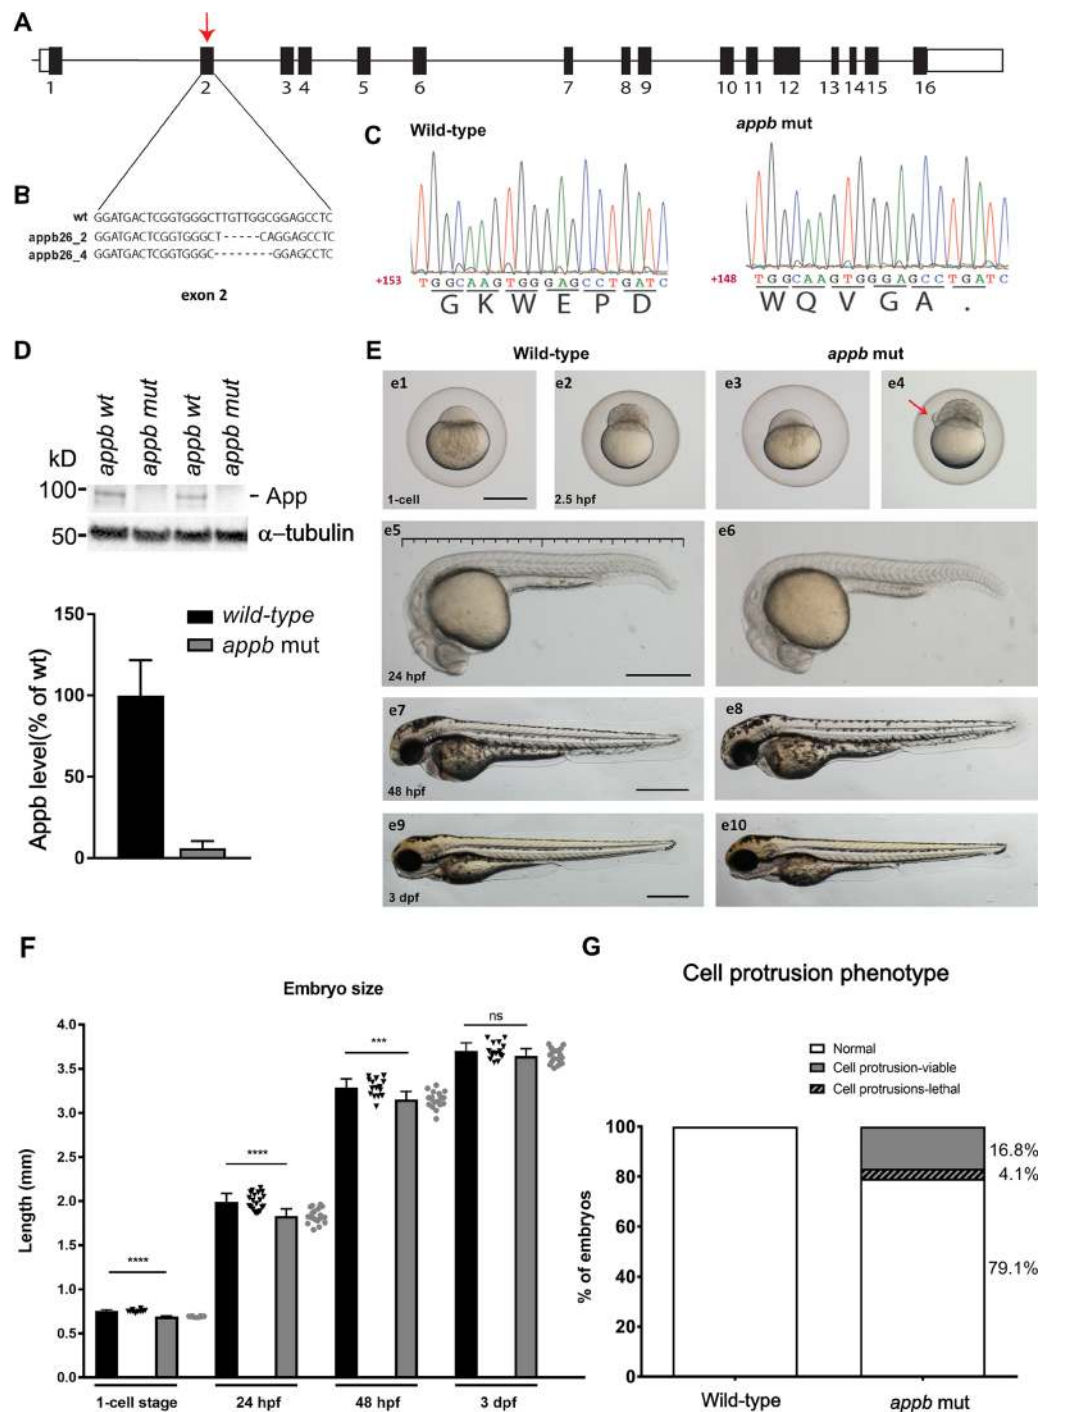 A
1 2 3 4 5 6 7 8 9 10 11 12 13 14 15 16
B
wt GGATGACTCGGTGGGCTTGTTGGCGGAGCCTC
appb26_2 GGATGACTCGGTGGGCT-----CAGGAGCCTC
appb26_4 GGATGACTCGGTGGGC--------GGAGCCTC
exon 2
C
Wild-type
appb mut
+153 TGGCAAGTGGGAGCCTGATC
G K W E P D
+148 TGGCAAGTGGGAGCCTGATC
W Q V G A .
D
appb wt
appb mut
appb wt
appb mut
kD
100
App
50
α-tubulin
wild-type
appb mut
Appb level(% of wt)
150
100
50
0
E
Wild-type
appb mut
e1
1-cell
e2
2.5 hpf
e3
e4
e5
24 hpf
e6
e7
48 hpf
e8
e9
3 dpf
e10
F
Embryo size
Length (mm)
4.0
3.5
3.0
2.5
2.0
1.5
1.0
0.5
0.0
****
****
***
ns
1-cell stage
24 hpf
48 hpf
3 dpf
G
Cell protrusion phenotype
Normal
Cell protrusion-viable
Cell protrusions-lethal
% of embryos
100
80
60
40
20
0
16.8%
4.1%
79.1%
Wild-type
appb mut